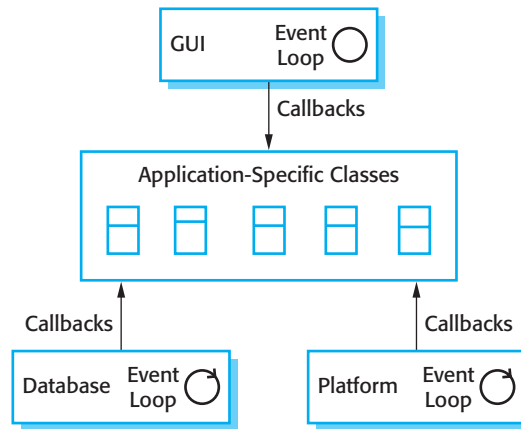 GUI
Event
Loop
Callbacks
Application-Specific Classes
Callbacks
Callbacks
Database
Event
Loop
Platform
Event
Loop